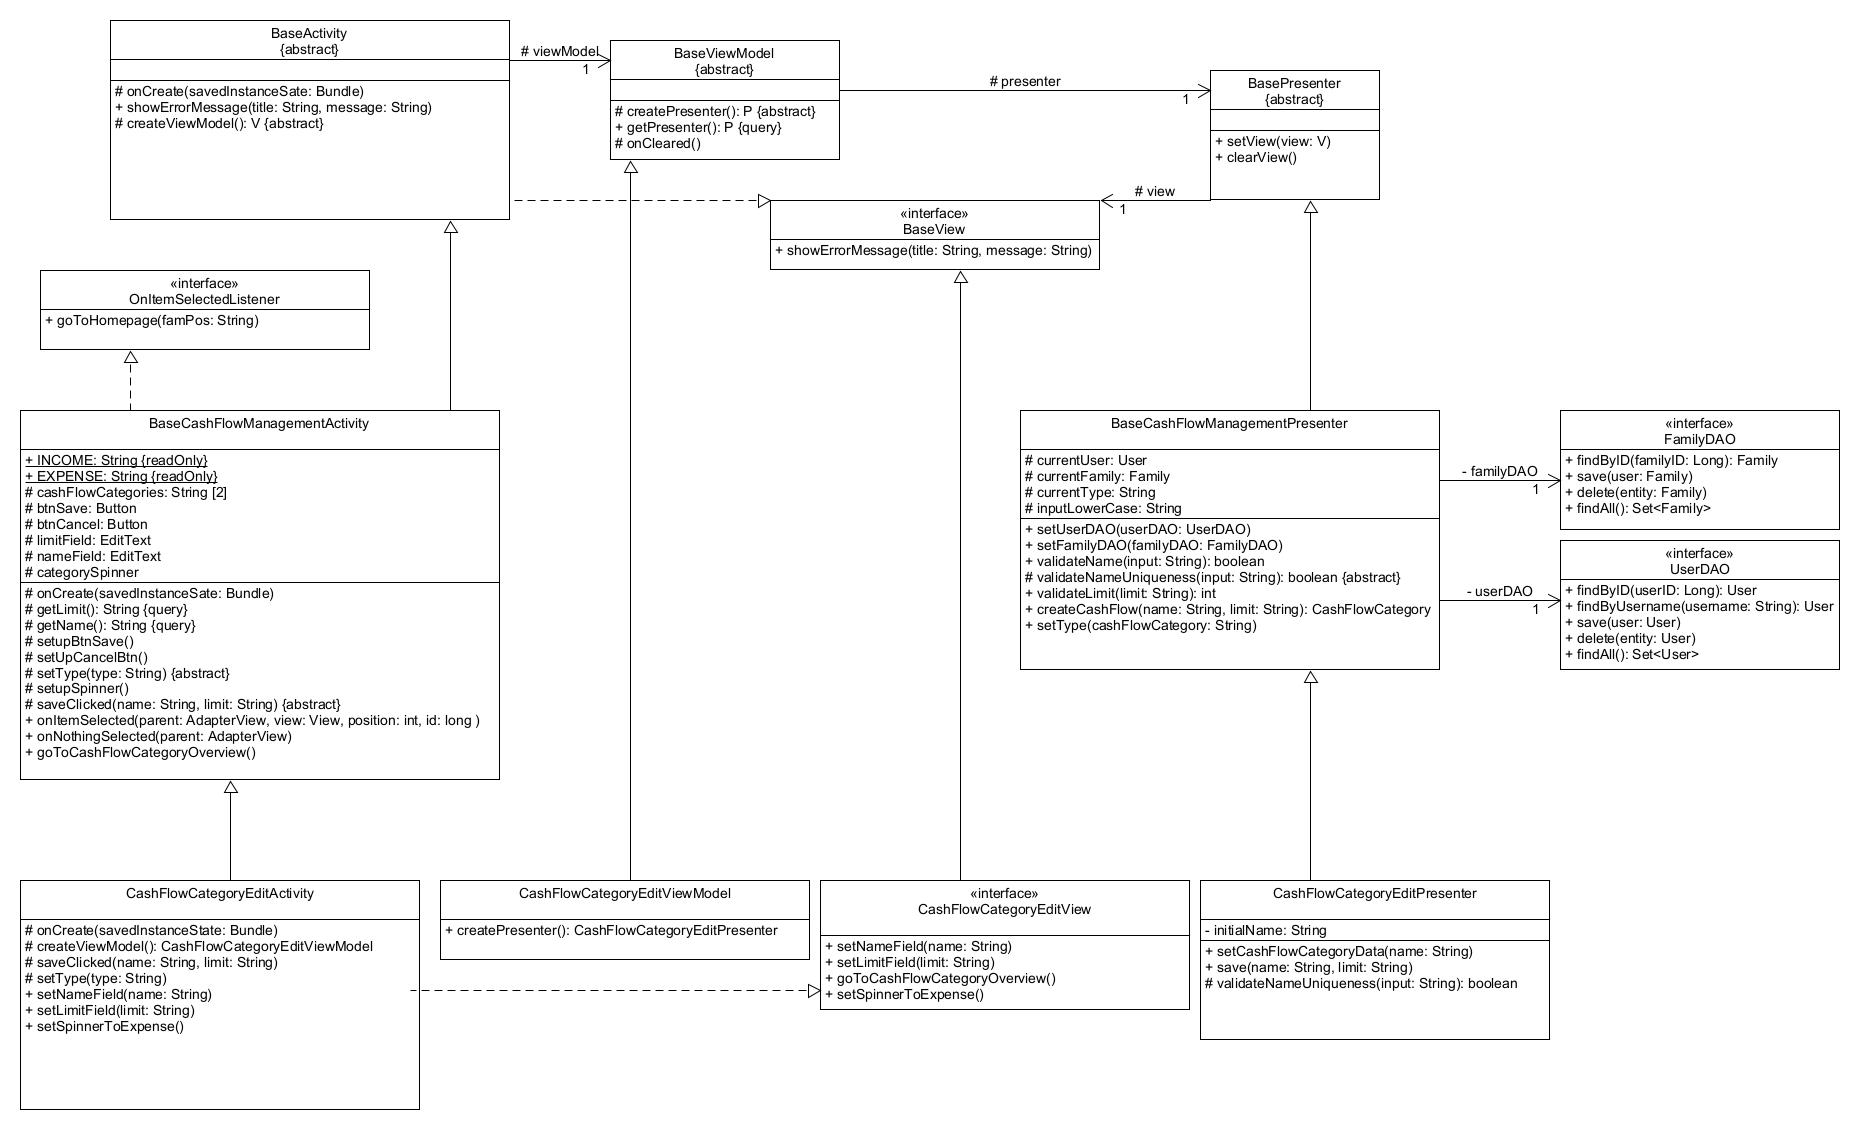 BaseActivity
{abstract}
# onCreate(savedInstanceSate: Bundle)
+ showErrorMessage(title: String, message: String)
# createViewModel(): V {abstract}
# viewModel
1
BaseViewModel
{abstract}
# createPresenter(): P {abstract}
+ getPresenter(): P {query}
# onCleared()
# presenter
1
BasePresenter
{abstract}
+ setView(view: V)
+ clearView()
# view
1
«interface»
BaseView
+ showErrorMessage(title: String, message: String)
«interface»
OnItemSelectedListener
+ goToHomepage(famPos: String)
BaseCashFlowManagementActivity
+ INCOME: String {readOnly}
+ EXPENSE: String {readOnly}
# cashFlowCategories: String [2]
# btnSave: Button
# btnCancel: Button
# limitField: EditText
# nameField: EditText
# categorySpinner
# onCreate(savedInstanceSate: Bundle)
# getLimit(): String {query}
# getName(): String {query}
# setupBtnSave()
# setUpCancelBtn()
# setType(type: String) {abstract}
# setupSpinner()
# saveClicked(name: String, limit: String) {abstract}
+ onItemSelected(parent: AdapterView, view: View, position: int, id: long )
+ onNothingSelected(parent: AdapterView)
+ goToCashFlowCategoryOverview()
BaseCashFlowManagementPresenter
# currentUser: User
# currentFamily: Family
# currentType: String
# inputLowerCase: String
+ setUserDAO(userDAO: UserDAO)
+ setFamilyDAO(familyDAO: FamilyDAO)
+ validateName(input: String): boolean
# validateNameUniqueness(input: String): boolean {abstract}
+ validateLimit(limit: String): int
+ createCashFlow(name: String, limit: String): CashFlowCategory
+ setType(cashFlowCategory: String)
- familyDAO
1
- userDAO
1
«interface»
FamilyDAO
+ findByID(familyID: Long): Family
+ save(user: Family)
+ delete(entity: Family)
+ findAll(): Set<Family>
«interface»
UserDAO
+ findByID(userID: Long): User
+ findByUsername(username: String): User
+ save(user: User)
+ delete(entity: User)
+ findAll(): Set<User>
CashFlowCategoryEditActivity
# onCreate(savedInstanceState: Bundle)
# createViewModel(): CashFlowCategoryEditViewModel
# saveClicked(name: String, limit: String)
# setType(type: String)
+ setNameField(name: String)
+ setLimitField(limit: String)
+ setSpinnerToExpense()
CashFlowCategoryEditViewModel
+ createPresenter(): CashFlowCategoryEditPresenter
«interface»
CashFlowCategoryEditView
+ setNameField(name: String)
+ setLimitField(limit: String)
+ goToCashFlowCategoryOverview()
+ setSpinnerToExpense()
CashFlowCategoryEditPresenter
- initialName: String
+ setCashFlowCategoryData(name: String)
+ save(name: String, limit: String)
# validateNameUniqueness(input: String): boolean